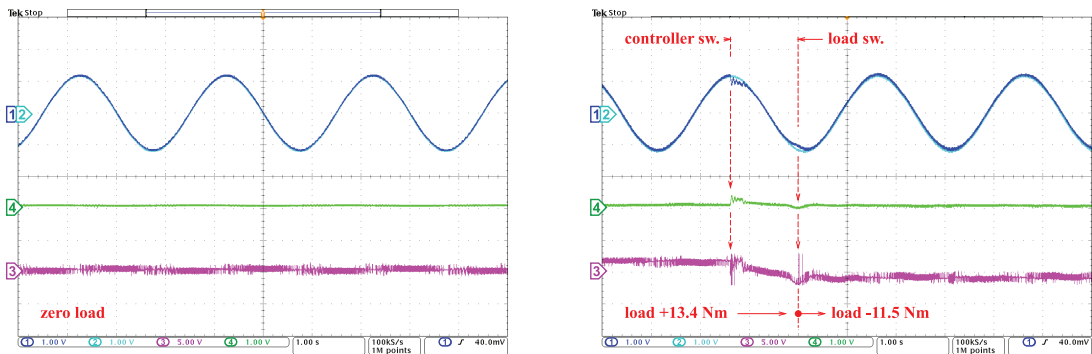 Tek Stop
1 2
4
3
zero load
1 1.00 V 2 1.00 V 3 5.00 V 4 1.00 V 1.00 s 100kS/s 1M points 1 40.0mV
Tek Stop
controller sw. load sw.
1 2
4
3
load +13.4 Nm load -11.5 Nm
1 1.00 V 2 1.00 V 3 5.00 V 4 1.00 V 1.00 s 100kS/s 1M points 1 40.0mV